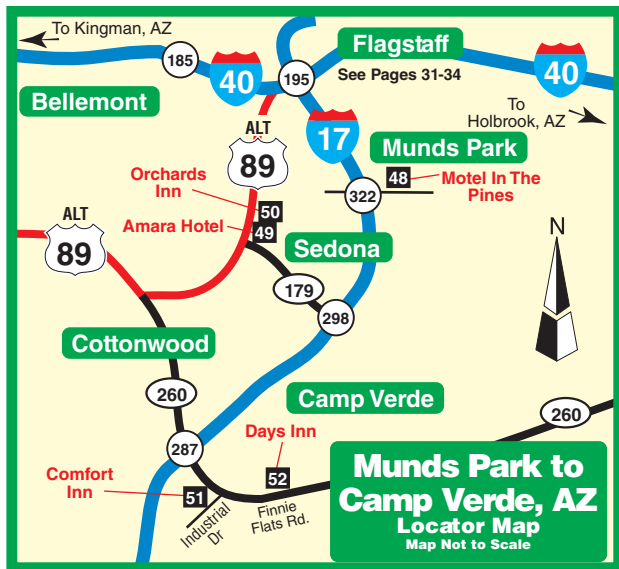 To Kingman, AZ
185
40
195
Flagstaff
See Pages 31-34
40
Bellemont
To
Holbrook, AZ
17
ALT
89
Munds Park
48
Motel In The
Pines
322
Orchards
Inn
50
Amara Hotel
49
ALT
89
Sedona
N
179
298
Cottonwood
260
Camp Verde
260
287
Days Inn
52
Comfort
Inn
51
Industrial
Dr
Finnie
Flats Rd.
Munds Park to
Camp Verde, AZ
Locator Map
Map Not to Scale